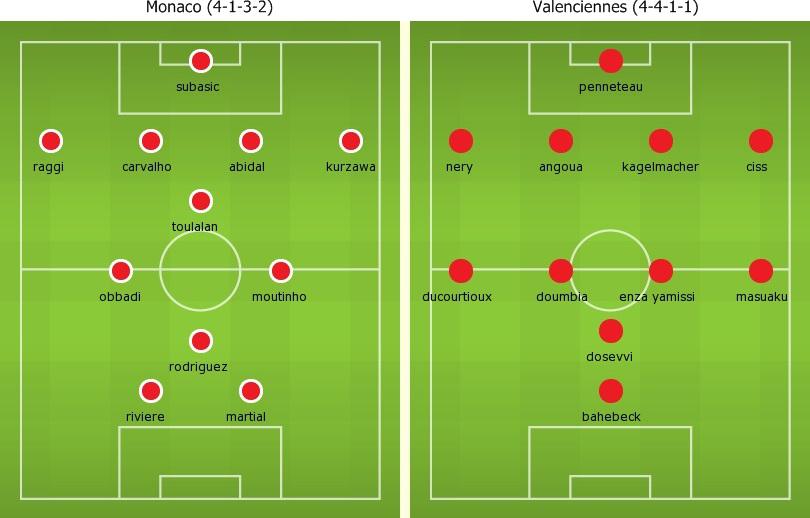 Monaco (4-1-3-2)
subasic
raggi carvalho abidal kurzawa
toulalan
obbadi moutinho
rodriguez
riviere martial
Valenciennes (4-4-1-1)
penneteau
nery angoua kagelmacher ciss
ducourtioux doumbia enza yamissi masuaku
dosevvi
bahebeck